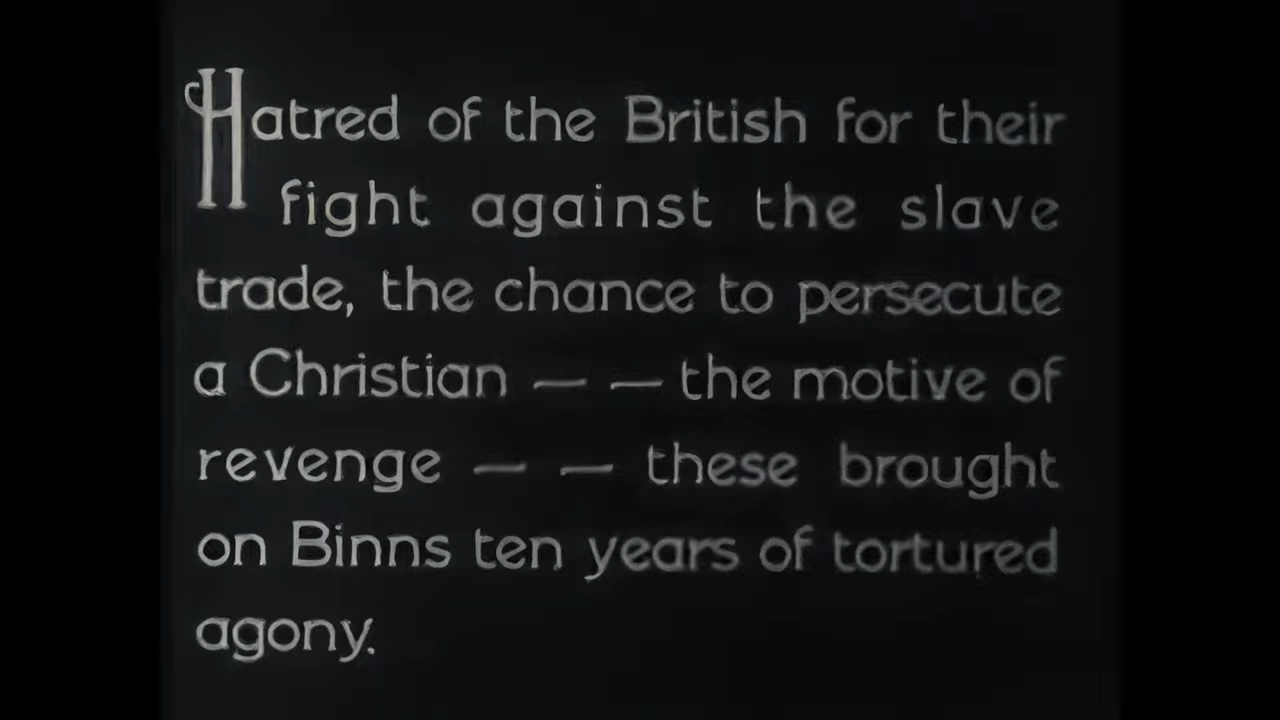 Hatred of the British for their
fight against the slave
trade, the chance to persecute
a Christian — — the motive of
revenge — — these brought
on Binns ten years of tortured
agony.